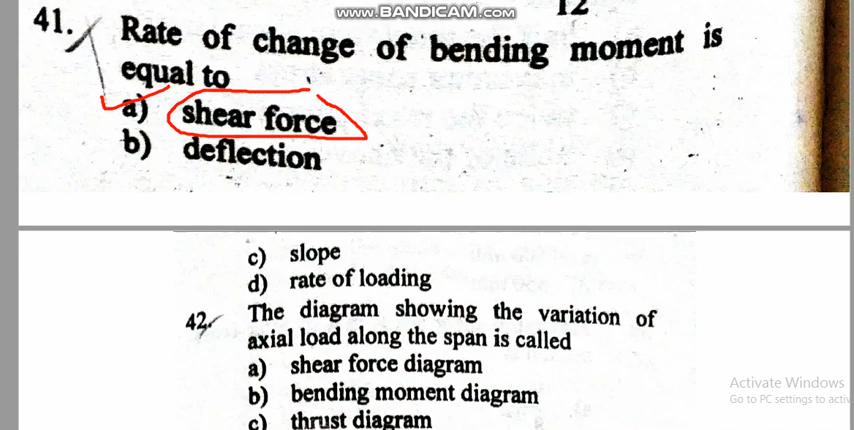 www.BANDICAM.com
12
41. Rate of change of bending moment is
equal to
a) shear force
b) deflection
c) slope
d) rate of loading
42. The diagram showing the variation of
axial load along the span is called
a) shear force diagram
b) bending moment diagram
c) thrust diagram
Activate Windows
Go to PC settings to activ